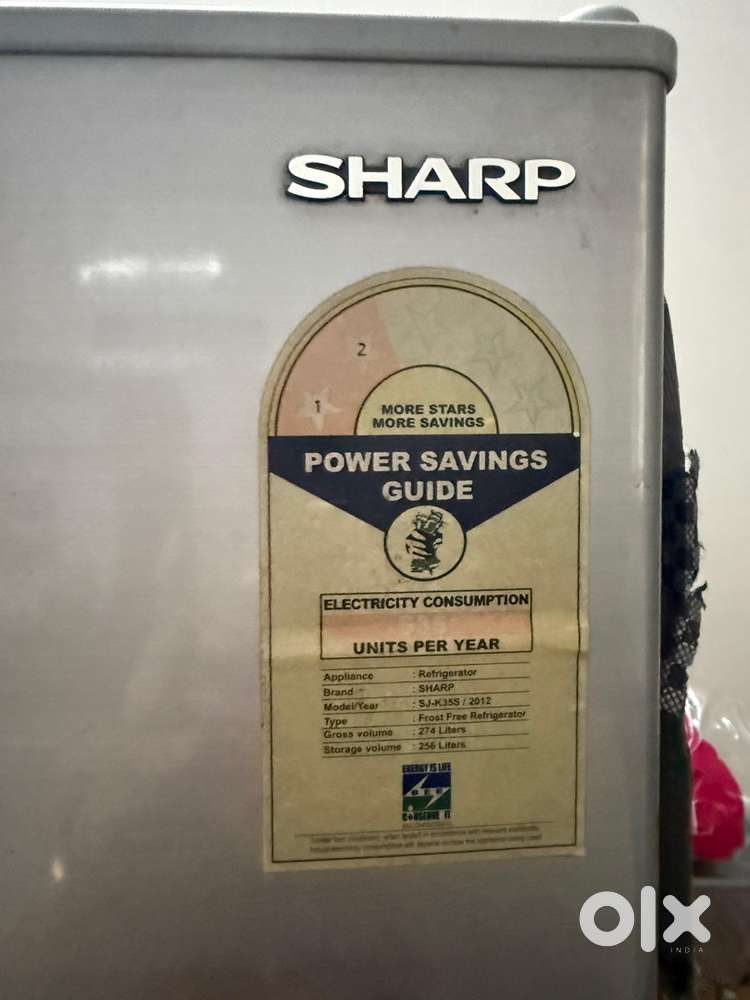 SHARP
2
1
MORE STARS
MORE SAVINGS
POWER SAVINGS
GUIDE
ELECTRICITY CONSUMPTION
UNITS PER YEAR
Appliance : Refrigerator
Brand : SHARP
Model/Year : SJ-K35S / 2012
Type : Frost Free Refrigerator
Gross volume : 274 Liters
Storage volume : 256 Liters
ENERGY IS LIFE
BEE
CONSERVE IT
olx
INDIA